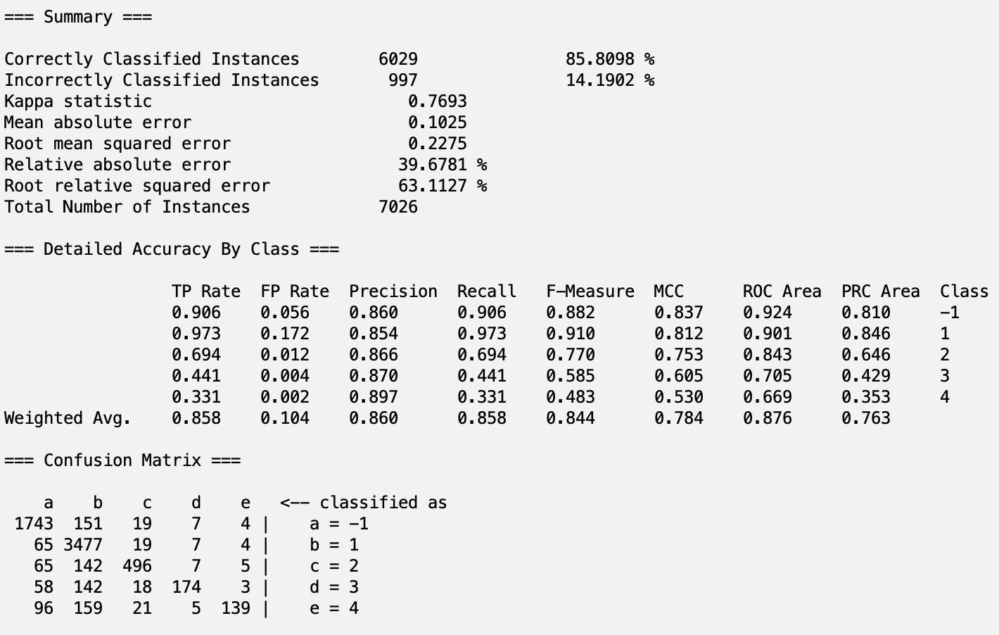 === Summary ===
Correctly Classified Instances 6029 85.8098 %
Incorrectly Classified Instances 997 14.1902 %
Kappa statistic 0.7693
Mean absolute error 0.1025
Root mean squared error 0.2275
Relative absolute error 39.6781 %
Root relative squared error 63.1127 %
Total Number of Instances 7026
=== Detailed Accuracy By Class ===
TP Rate FP Rate Precision Recall F-Measure MCC ROC Area PRC Area Class
0.906 0.056 0.860 0.906 0.882 0.837 0.924 0.810 -1
0.973 0.172 0.854 0.973 0.910 0.812 0.901 0.846 1
0.694 0.012 0.866 0.694 0.770 0.753 0.843 0.646 2
0.441 0.004 0.870 0.441 0.585 0.605 0.705 0.429 3
0.331 0.002 0.897 0.331 0.483 0.530 0.669 0.353 4
Weighted Avg. 0.858 0.104 0.860 0.858 0.844 0.784 0.876 0.763
=== Confusion Matrix ===
a b c d e <-- classified as
1743 151 19 7 4 | a = -1
65 3477 19 7 4 | b = 1
65 142 496 7 5 | c = 2
58 142 18 174 3 | d = 3
96 159 21 5 139 | e = 4